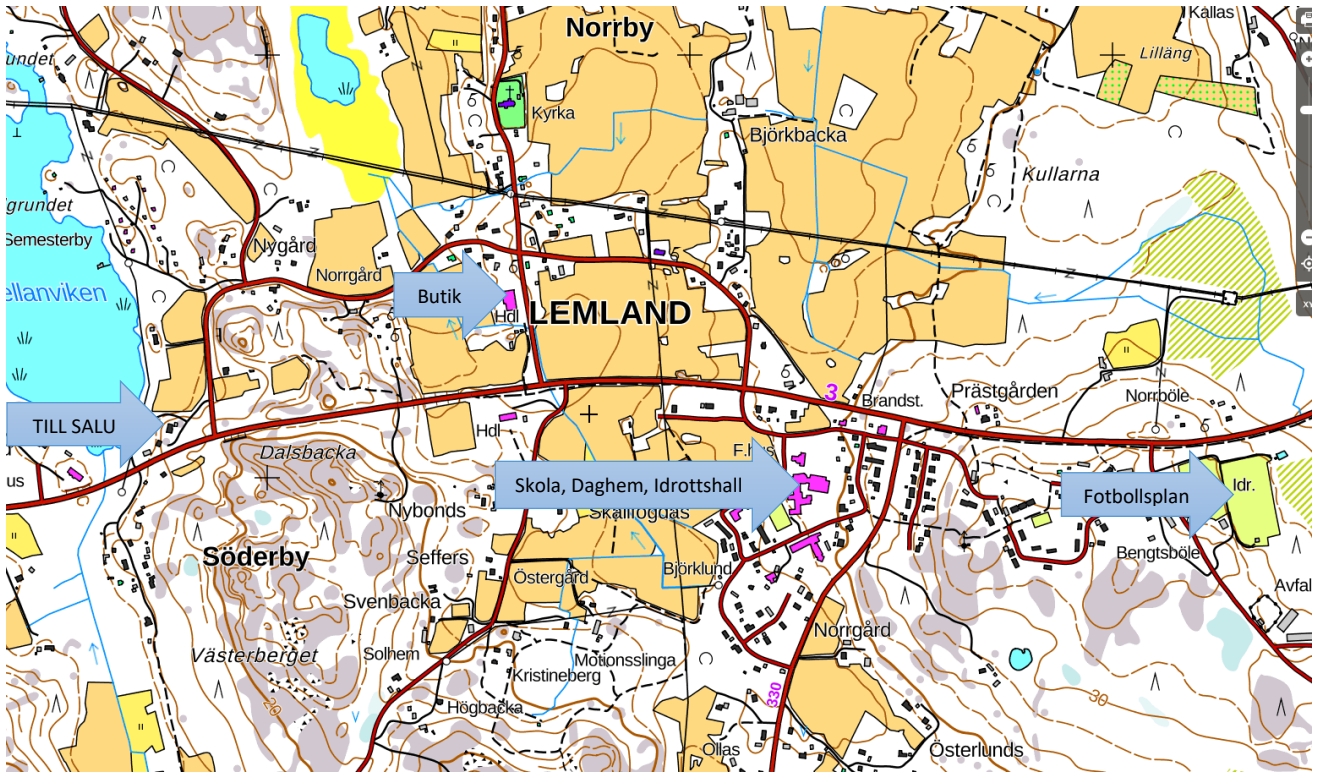 Norrby
Kallas
undet
Lilläng
Kyrka
Björkbacka
Kullarna
grundet
Semesterby
Nygård
Norrgård
ellanviken
Butik
Hdl
LEMLAND
Prästgården
3
Brandst.
Norrböle
TILL SALU
Hdl
Dalsbacka
F.hus
us
Skola, Daghem, Idrottshall
Fotbollsplan
Idr.
Nybonds
Skallfogdas
Söderby
Seffers
Bengtsböle
Östergård
Björklund
Avfal
Svenbacka
Norrgård
Västerberget
Solhem
Motionsslinga
Kristineberg
330
30
20
Högbacka
Ollas
Österlunds